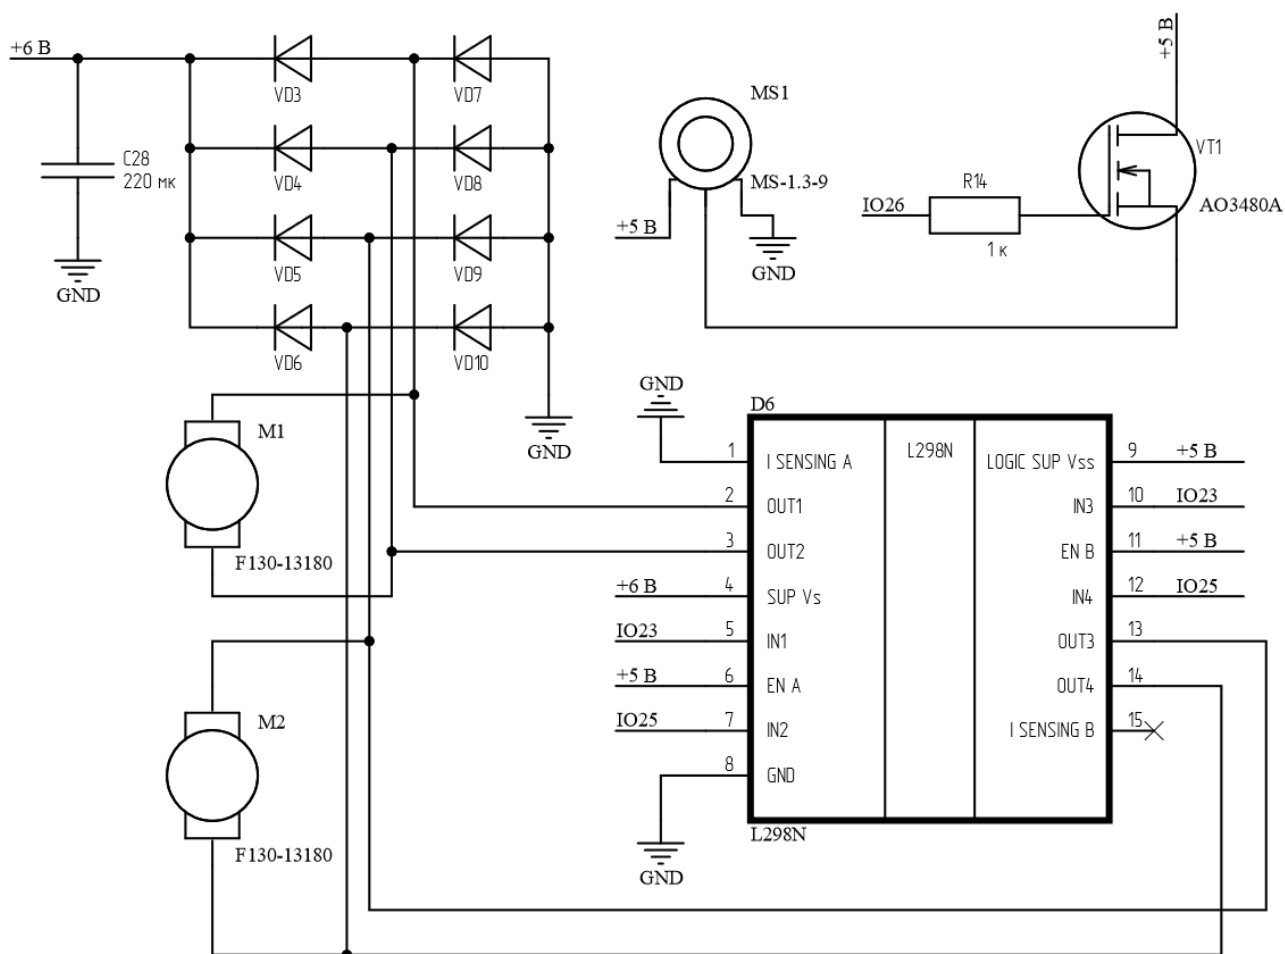 +6 В
VD3
VD7
C28
220 мк
GND
VD4
VD8
VD5
VD9
VD6
VD10
GND
MS1
MS-1.3-9
+5 В
GND
+5 В
VT1
AO3480A
IO26
R14
1 к
M1
F130-13180
M2
F130-13180
GND
D6
L298N
1 I SENSING A
2 OUT1
3 OUT2
+6 В 4 SUP Vs
IO23 5 IN1
+5 В 6 EN A
IO25 7 IN2
8 GND
GND
LOGIC SUP Vss 9 +5 В
IN3 10 IO23
EN B 11 +5 В
IN4 12 IO25
OUT3 13
OUT4 14
I SENSING B 15
L298N